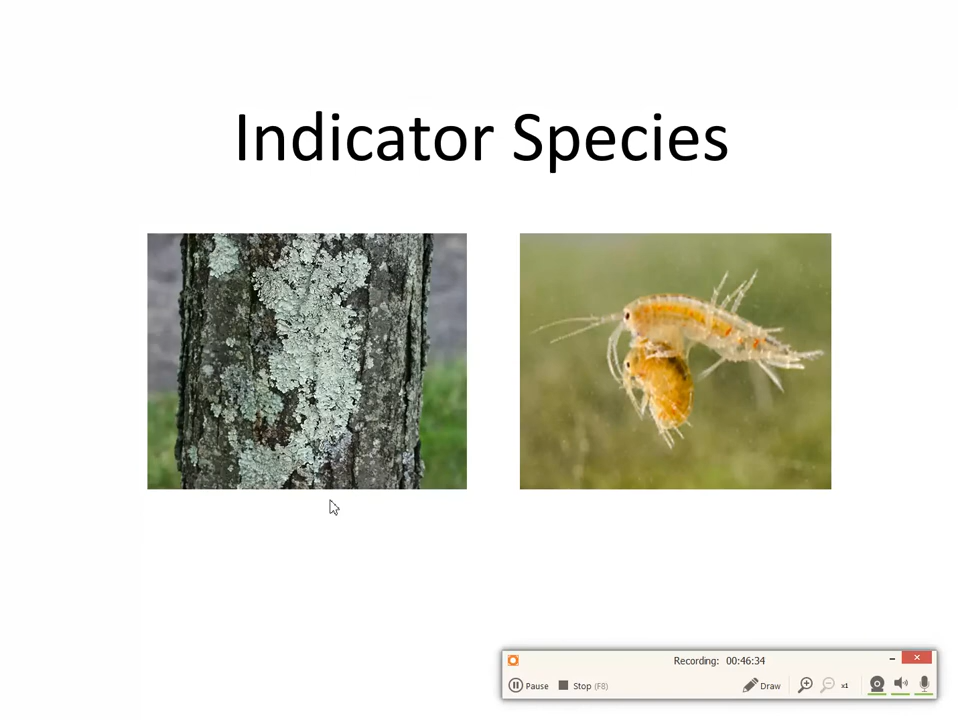 Indicator Species
Recording: 00:46:34
Pause Stop (F8) Draw x1